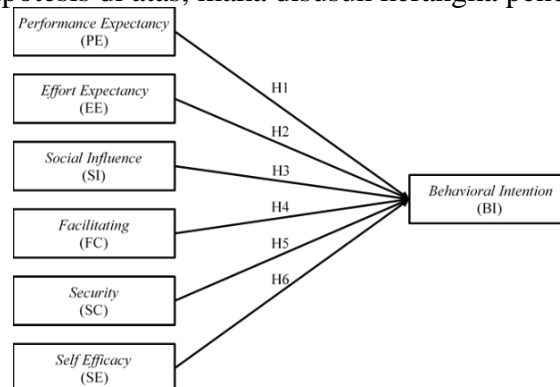 potesis di atas, maka disusun kerangka pene
Performance Expectancy
(PE)
H1
Effort Expectancy
(EE)
H2
Social Influence
(SI)
H3
Behavioral Intention
(BI)
Facilitating
(FC)
H4
Security
(SC)
H5
H6
Self Efficacy
(SE)